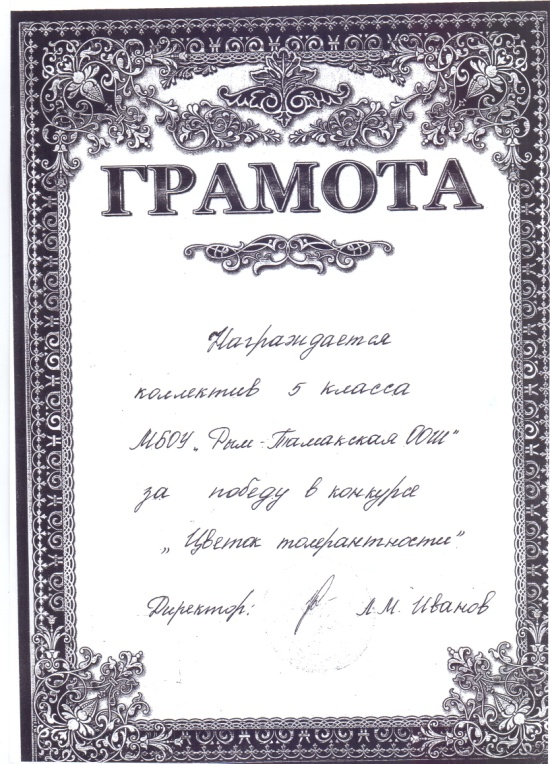 ГРАМОТА
Награждается
коллектив 5 класса
МБОУ „Рым-Тамакская ООШ“
за победу в конкурсе
„Цветок толерантности“
Директор: Л.М. Иванов